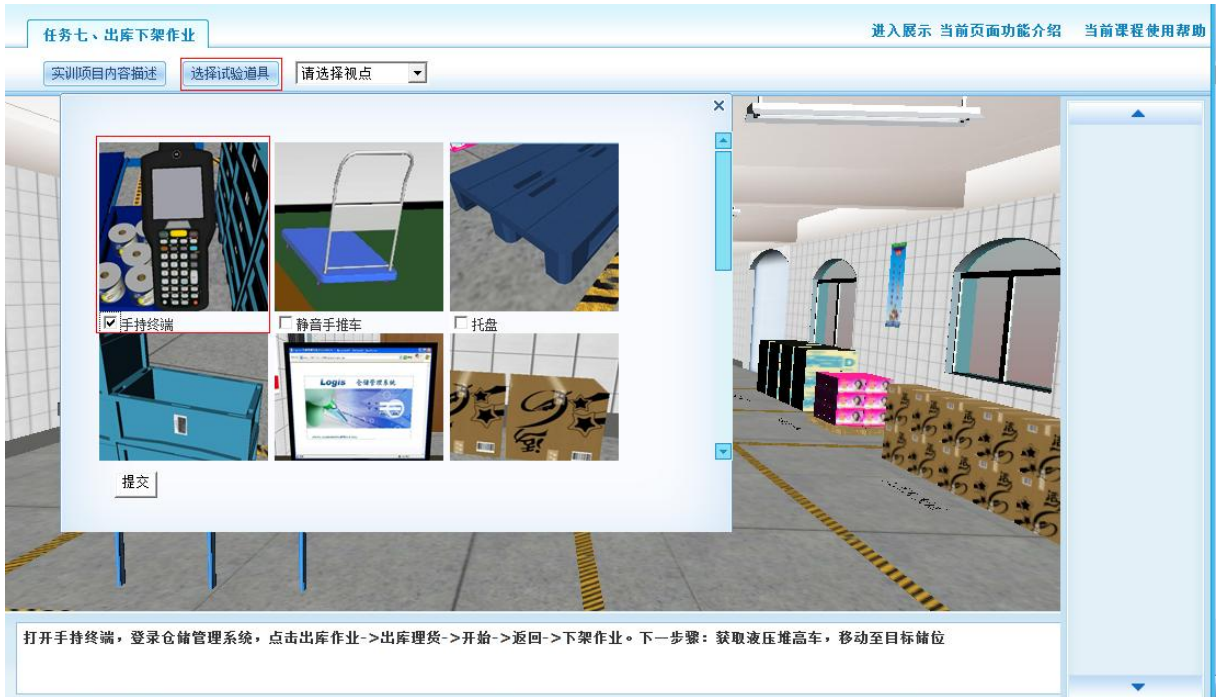 任务七、出库下架作业
进入展示 当前页面功能介绍 当前课程使用帮助
实训项目内容描述 选择试验道具 请选择视点
手持终端 静音手推车 托盘
Logis 仓储管理系统
提交
打开手持终端，登录仓储管理系统，点击出库作业->出库理货->开始->返回->下架作业。下一步骤：获取液压堆高车，移动至目标储位